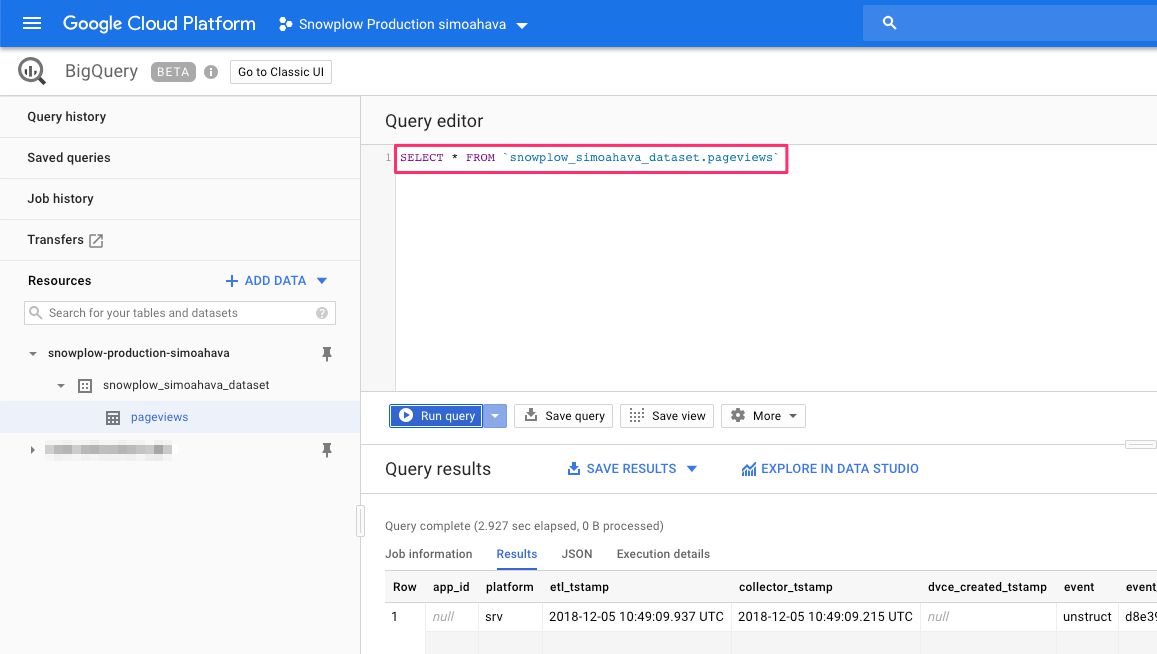 Google Cloud Platform
Snowplow Production simoahava
BigQuery
BETA
Go to Classic UI
Query history
Saved queries
Job history
Transfers
Resources
ADD DATA
Search for your tables and datasets
snowplow-production-simoahava
snowplow_simoahava_dataset
pageviews
Query editor
1 SELECT * FROM `snowplow_simoahava_dataset.pageviews`
Run query
Save query
Save view
More
Query results
SAVE RESULTS
EXPLORE IN DATA STUDIO
Query complete (2.927 sec elapsed, 0 B processed)
Job information Results JSON Execution details
Row app_id platform etl_tstamp collector_tstamp dvce_created_tstamp event event_
1 null srv 2018-12-05 10:49:09.937 UTC 2018-12-05 10:49:09.215 UTC null unstruct d8e39